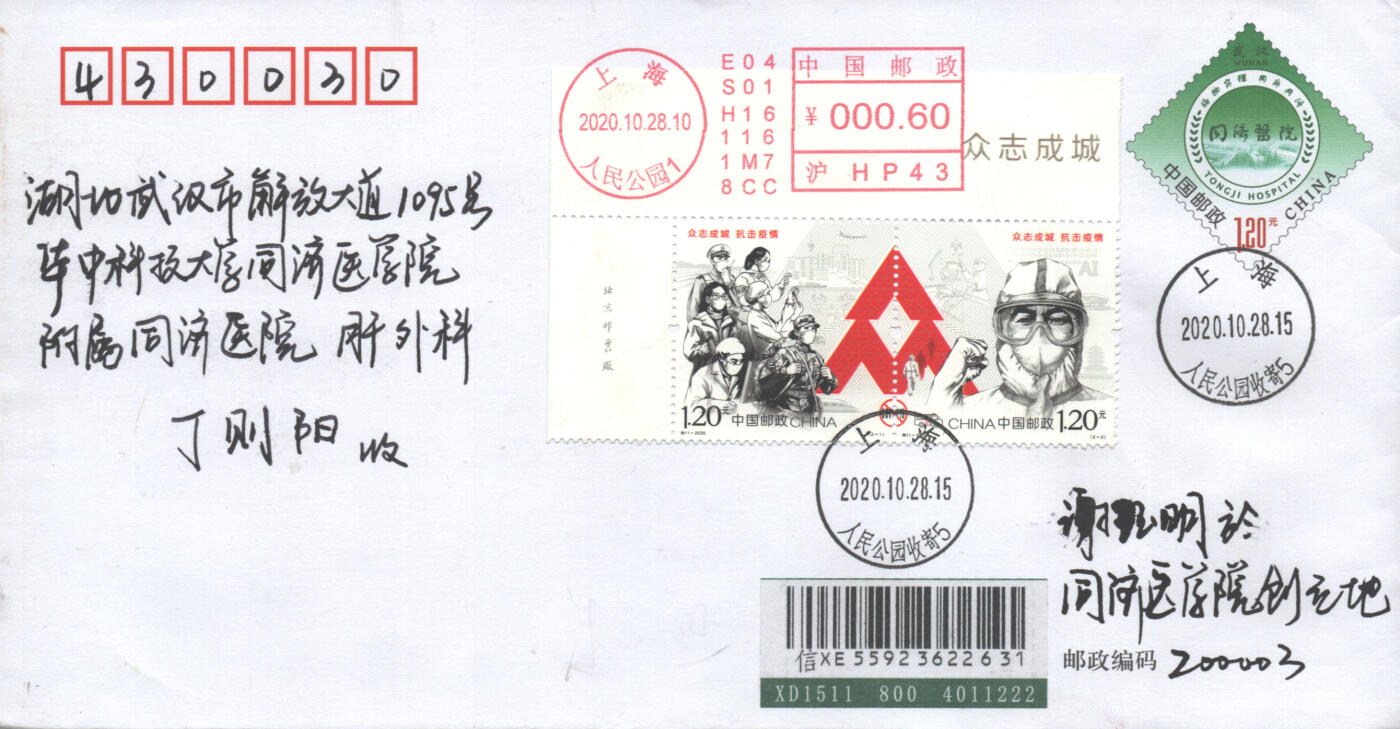 430030
湖北武汉市解放大道1095号
华中科技大学同济医学院
附属同济医院 肝外科
丁则阳 收
上海
2020.10.28.10
人民公园1
E04
S01
H16
116
1M7
8CC
中国邮政
¥ 000.60
沪 HP43
众志成城
北京邮票厂
众志成城 抗击疫情
1.20元 中国邮政 CHINA
特11-2020
众志成城 抗击疫情
AI
CHINA 中国邮政 1.20元
(2-2)
上海
2020.10.28.15
人民公园收寄5
武汉
WUHAN
同济医院
TONGJI HOSPITAL
中国邮政
1.20元
CHINA
上海
2020.10.28.15
人民公园收寄5
信XE 55923622631
XD1511 800 4011222
谢 明 於
同济医学院创立地
邮政编码 200003